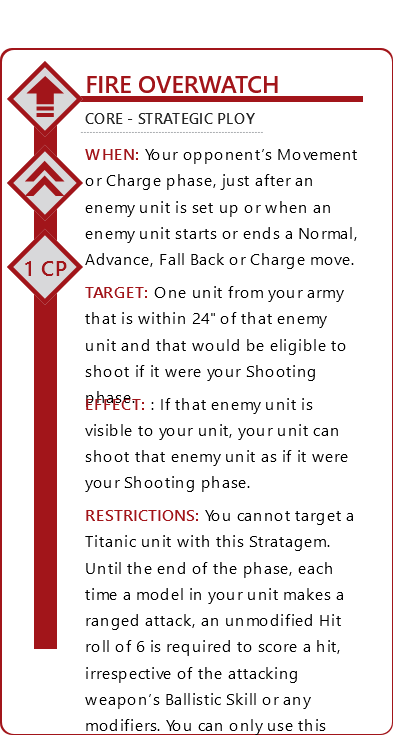 FIRE OVERWATCH
CORE - STRATEGIC PLOY
WHEN: Your opponent's Movement
or Charge phase, just after an
enemy unit is set up or when an
enemy unit starts or ends a Normal,
Advance, Fall Back or Charge move.
1 CP
TARGET: One unit from your army
that is within 24" of that enemy
unit and that would be eligible to
shoot if it were your Shooting
phase.
EFFECT: : If that enemy unit is
visible to your unit, your unit can
shoot that enemy unit as if it were
your Shooting phase.
RESTRICTIONS: You cannot target a
Titanic unit with this Stratagem.
Until the end of the phase, each
time a model in your unit makes a
ranged attack, an unmodified Hit
roll of 6 is required to score a hit,
irrespective of the attacking
weapon's Ballistic Skill or any
modifiers. You can only use this